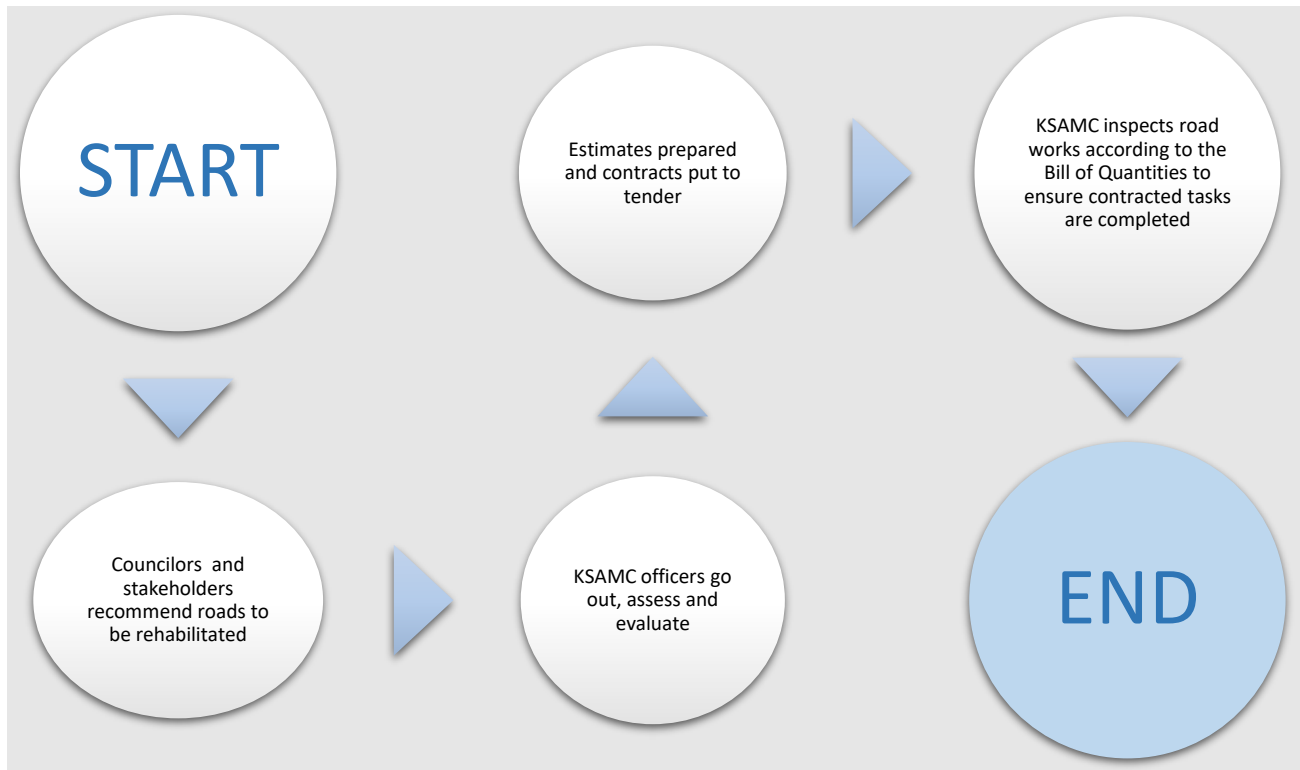 START
Councilors and
stakeholders
recommend roads to
be rehabilitated
KSAMC officers go
out, assess and
evaluate
Estimates prepared
and contracts put to
tender
KSAMC inspects road
works according to the
Bill of Quantities to
ensure contracted tasks
are completed
END